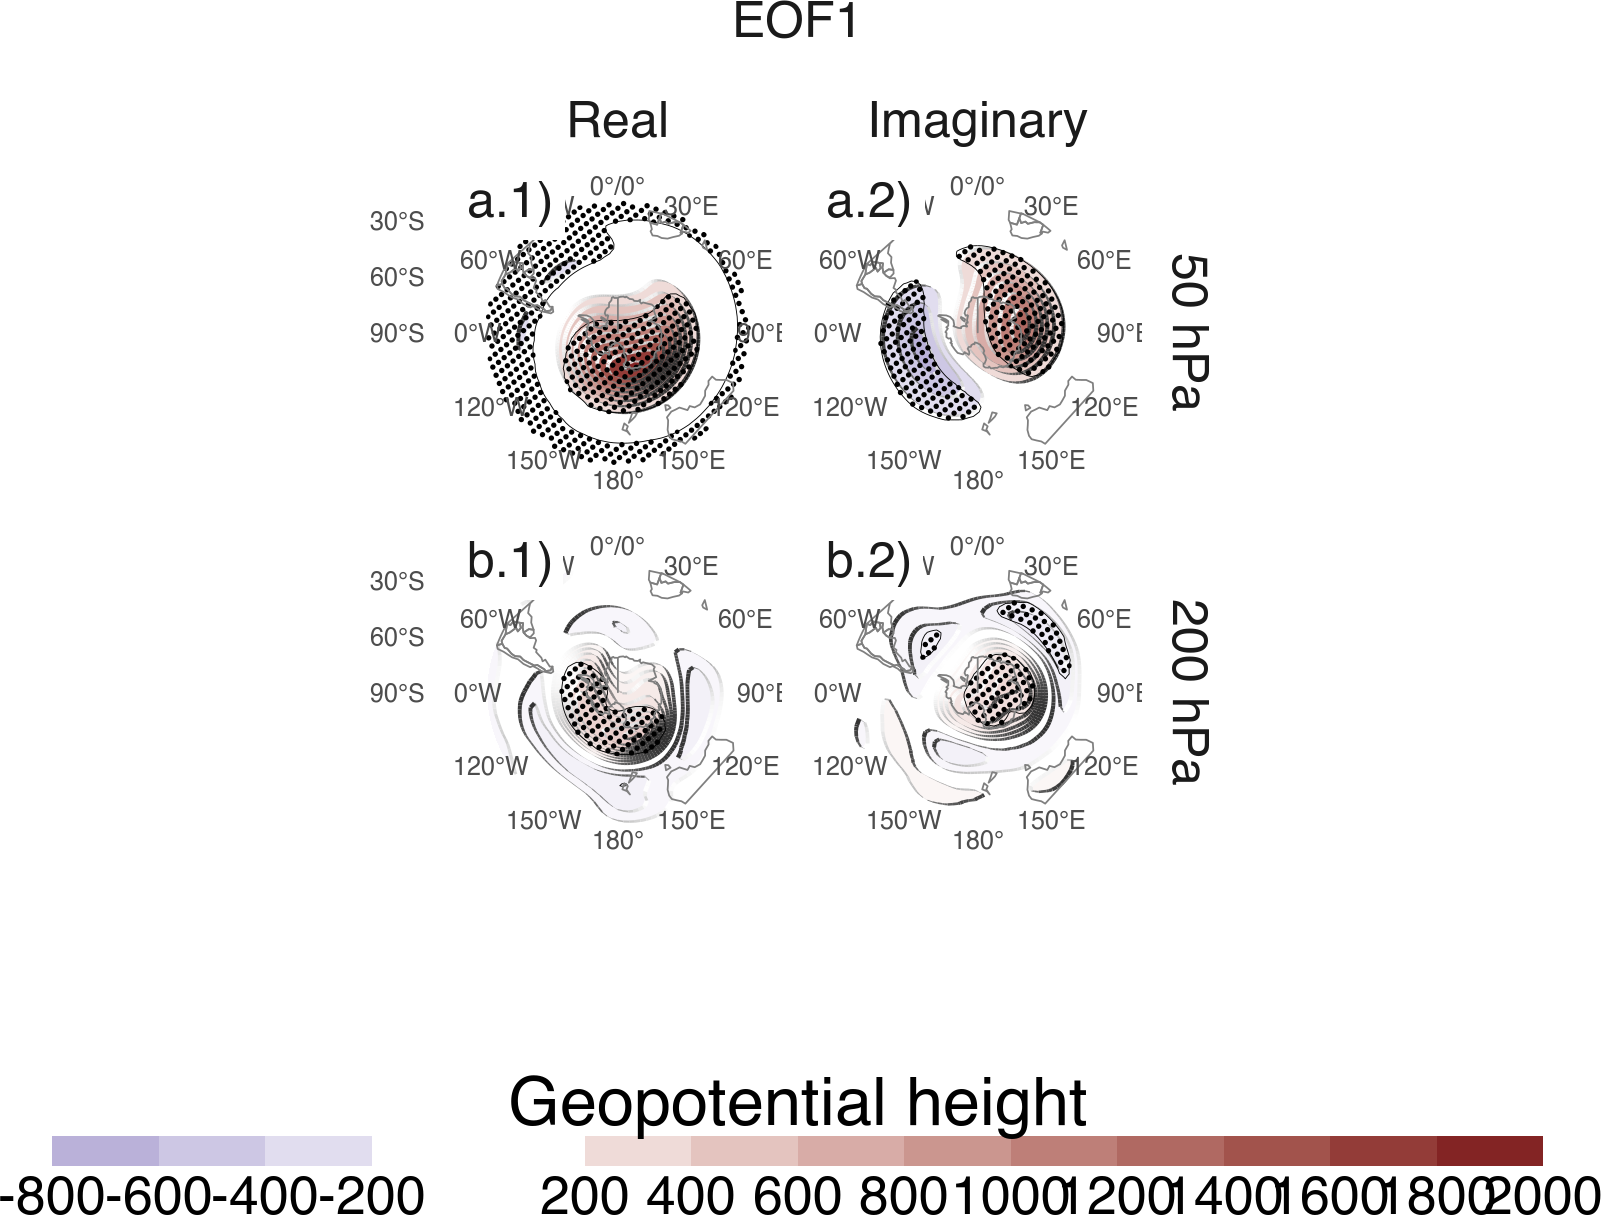 EOF1
Real Imaginary
a.1) 0°/0° 30°E a.2) 0°/0° 30°E
30°S
60°W 60°E 60°W 60°E
60°S
90°S 0°W 90°E 0°W 90°E
120°W 120°E 120°W 120°E
150°W 150°E 150°W 150°E
180° 180°
50 hPa
b.1) 0°/0° 30°E b.2) 0°/0° 30°E
30°S
60°W 60°E 60°W 60°E
60°S
90°S 0°W 90°E 0°W 90°E
120°W 120°E 120°W 120°E
150°W 150°E 150°W 150°E
180° 180°
200 hPa
Geopotential height
-800 -600 -400 -200 200 400 600 800 1000 1200 1400 1600 1800 2000